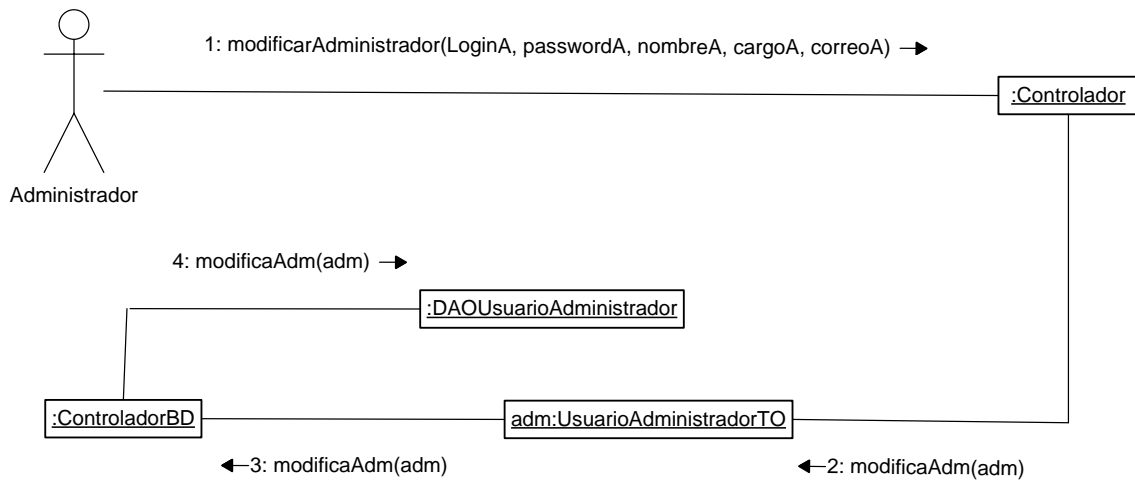 1: modificarAdministrador(LoginA, passwordA, nombreA, cargoA, correoA)
:Controlador
Administrador
4: modificaAdm(adm)
:DAOUsuarioAdministrador
:ControladorBD
adm:UsuarioAdministradorTO
3: modificaAdm(adm)
2: modificaAdm(adm)